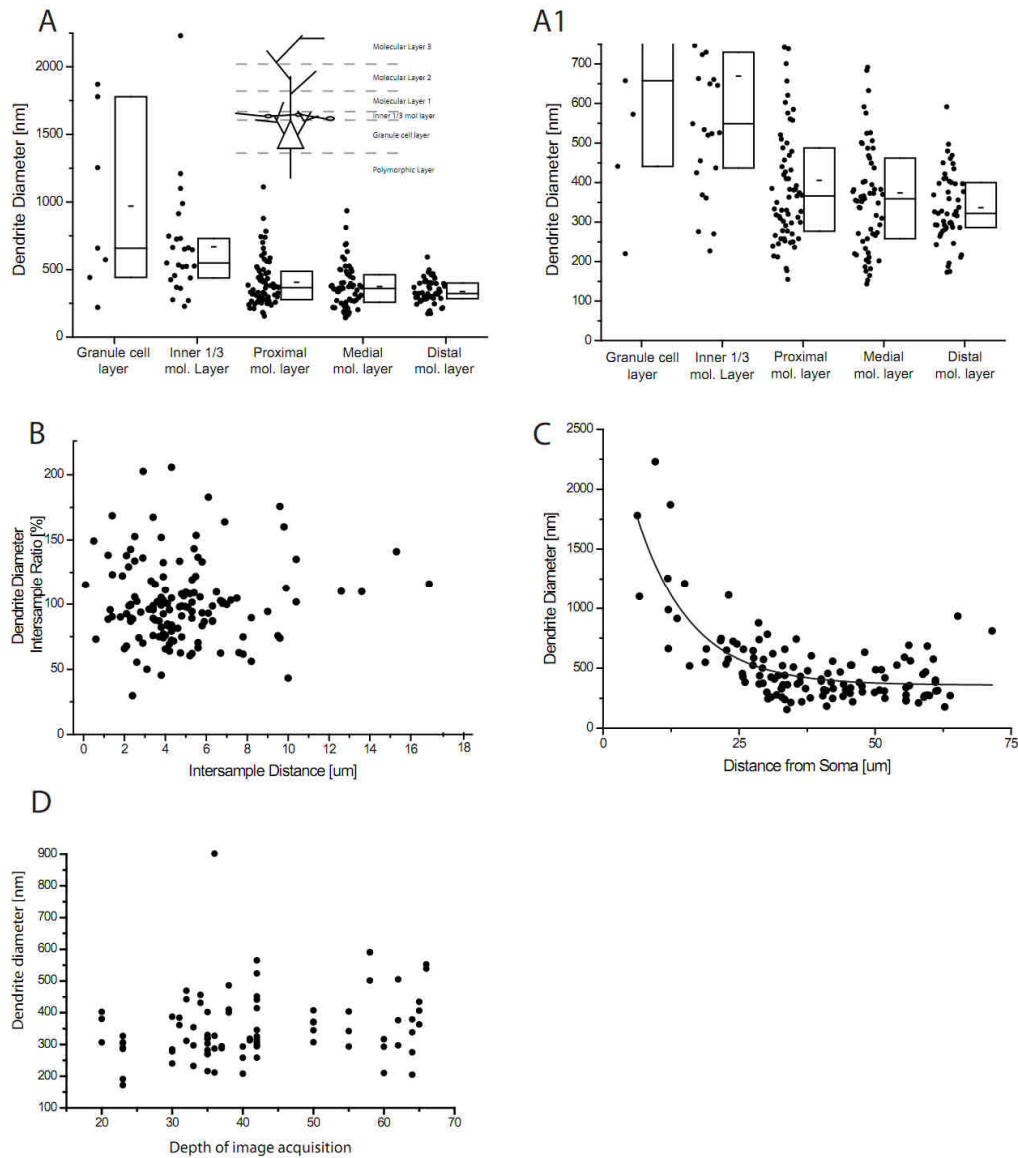 A
Dendrite Diameter [nm]
2000
1500
1000
500
0
Molecular Layer 3
Molecular Layer 2
Molecular Layer 1
Inner 1/3 mol layer
Granule cell layer
Polymorphic Layer
Granule cell layer
Inner 1/3 mol. Layer
Proximal mol. layer
Medial mol. layer
Distal mol. layer
A1
Dendrite Diameter [nm]
700
600
500
400
300
200
100
0
Granule cell layer
Inner 1/3 mol. Layer
Proximal mol. layer
Medial mol. layer
Distal mol. layer
B
Dendrite Diameter
Intersample Ratio [%]
200
150
100
50
0
0 2 4 6 8 10 12 14 16 18
Intersample Distance [um]
C
Dendrite Diameter [nm]
2500
2000
1500
1000
500
0
0 25 50 75
Distance from Soma [um]
D
Dendrite diameter [nm]
900
800
700
600
500
400
300
200
100
20 30 40 50 60 70
Depth of image acquisition